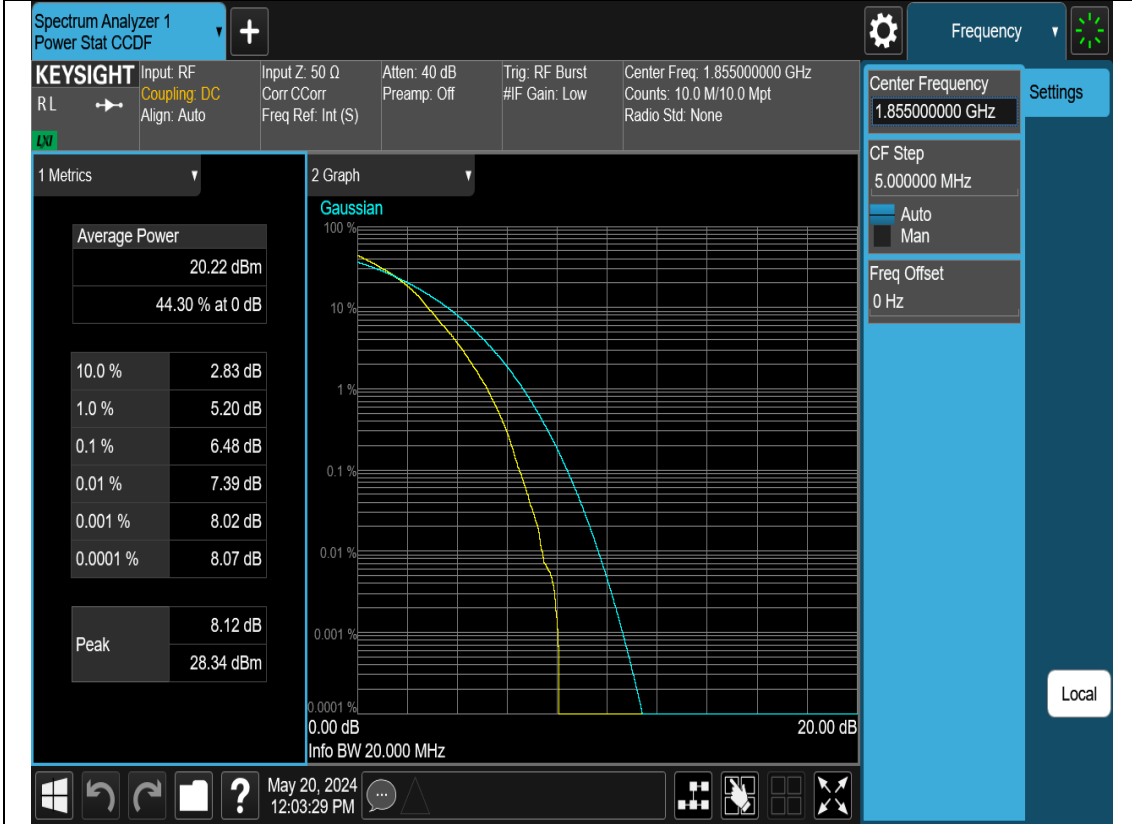 Spectrum Analyzer 1
Power Stat CCDF
+
Frequency
KEYSIGHT
RL
LXI
Input: RF
Coupling: DC
Align: Auto
Input Z: 50 Ω
Corr CCorr
Freq Ref: Int (S)
Atten: 40 dB
Preamp: Off
Trig: RF Burst
#IF Gain: Low
Center Freq: 1.855000000 GHz
Counts: 10.0 M/10.0 Mpt
Radio Std: None
Center Frequency
1.855000000 GHz
Settings
CF Step
5.000000 MHz
Auto
Man
Freq Offset
0 Hz
1 Metrics
Average Power
20.22 dBm
44.30 % at 0 dB
10.0 % 2.83 dB
1.0 % 5.20 dB
0.1 % 6.48 dB
0.01 % 7.39 dB
0.001 % 8.02 dB
0.0001 % 8.07 dB
Peak
8.12 dB
28.34 dBm
2 Graph
Gaussian
100 %
10 %
1 %
0.1 %
0.01 %
0.001 %
0.0001 %
0.00 dB 20.00 dB
Info BW 20.000 MHz
Local
?
May 20, 2024
12:03:29 PM